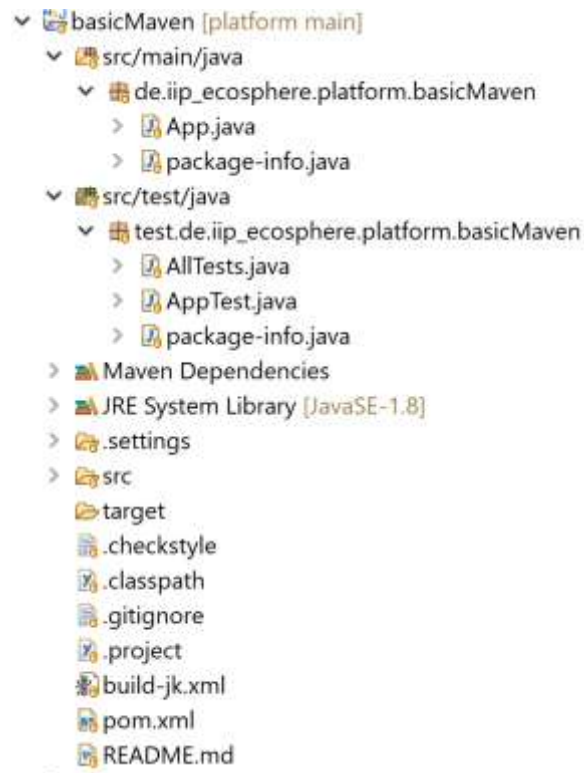 basicMaven [platform main]
src/main/java
de.iip_ecosphere.platform.basicMaven
App.java
package-info.java
src/test/java
test.de.iip_ecosphere.platform.basicMaven
AllTests.java
AppTest.java
package-info.java
Maven Dependencies
JRE System Library [JavaSE-1.8]
.settings
src
target
.checkstyle
.classpath
.gitignore
.project
build-jk.xml
pom.xml
README.md